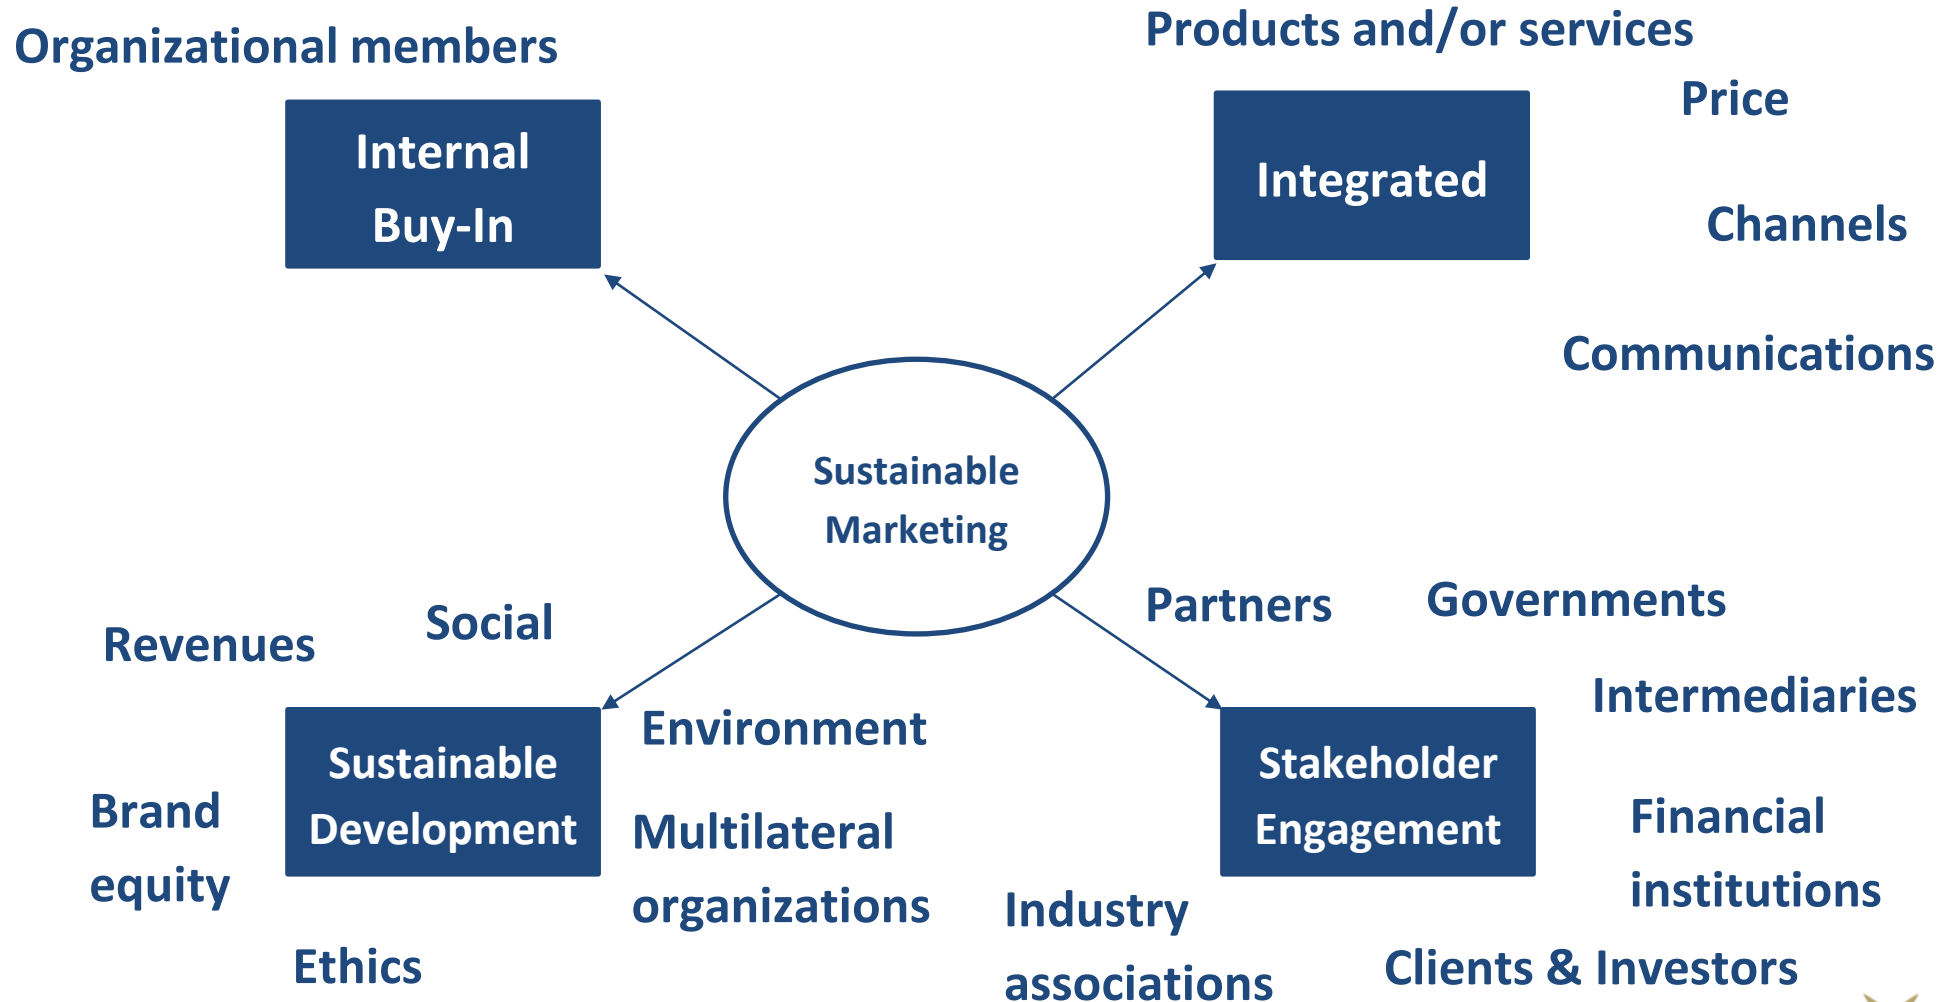 Organizational members
Internal
Buy-In
Products and/or services
Price
Integrated
Channels
Communications
Sustainable
Marketing
Revenues
Social
Environment
Sustainable
Development
Brand
equity
Multilateral
organizations
Ethics
Partners
Governments
Intermediaries
Stakeholder
Engagement
Financial
institutions
Industry
associations
Clients & Investors